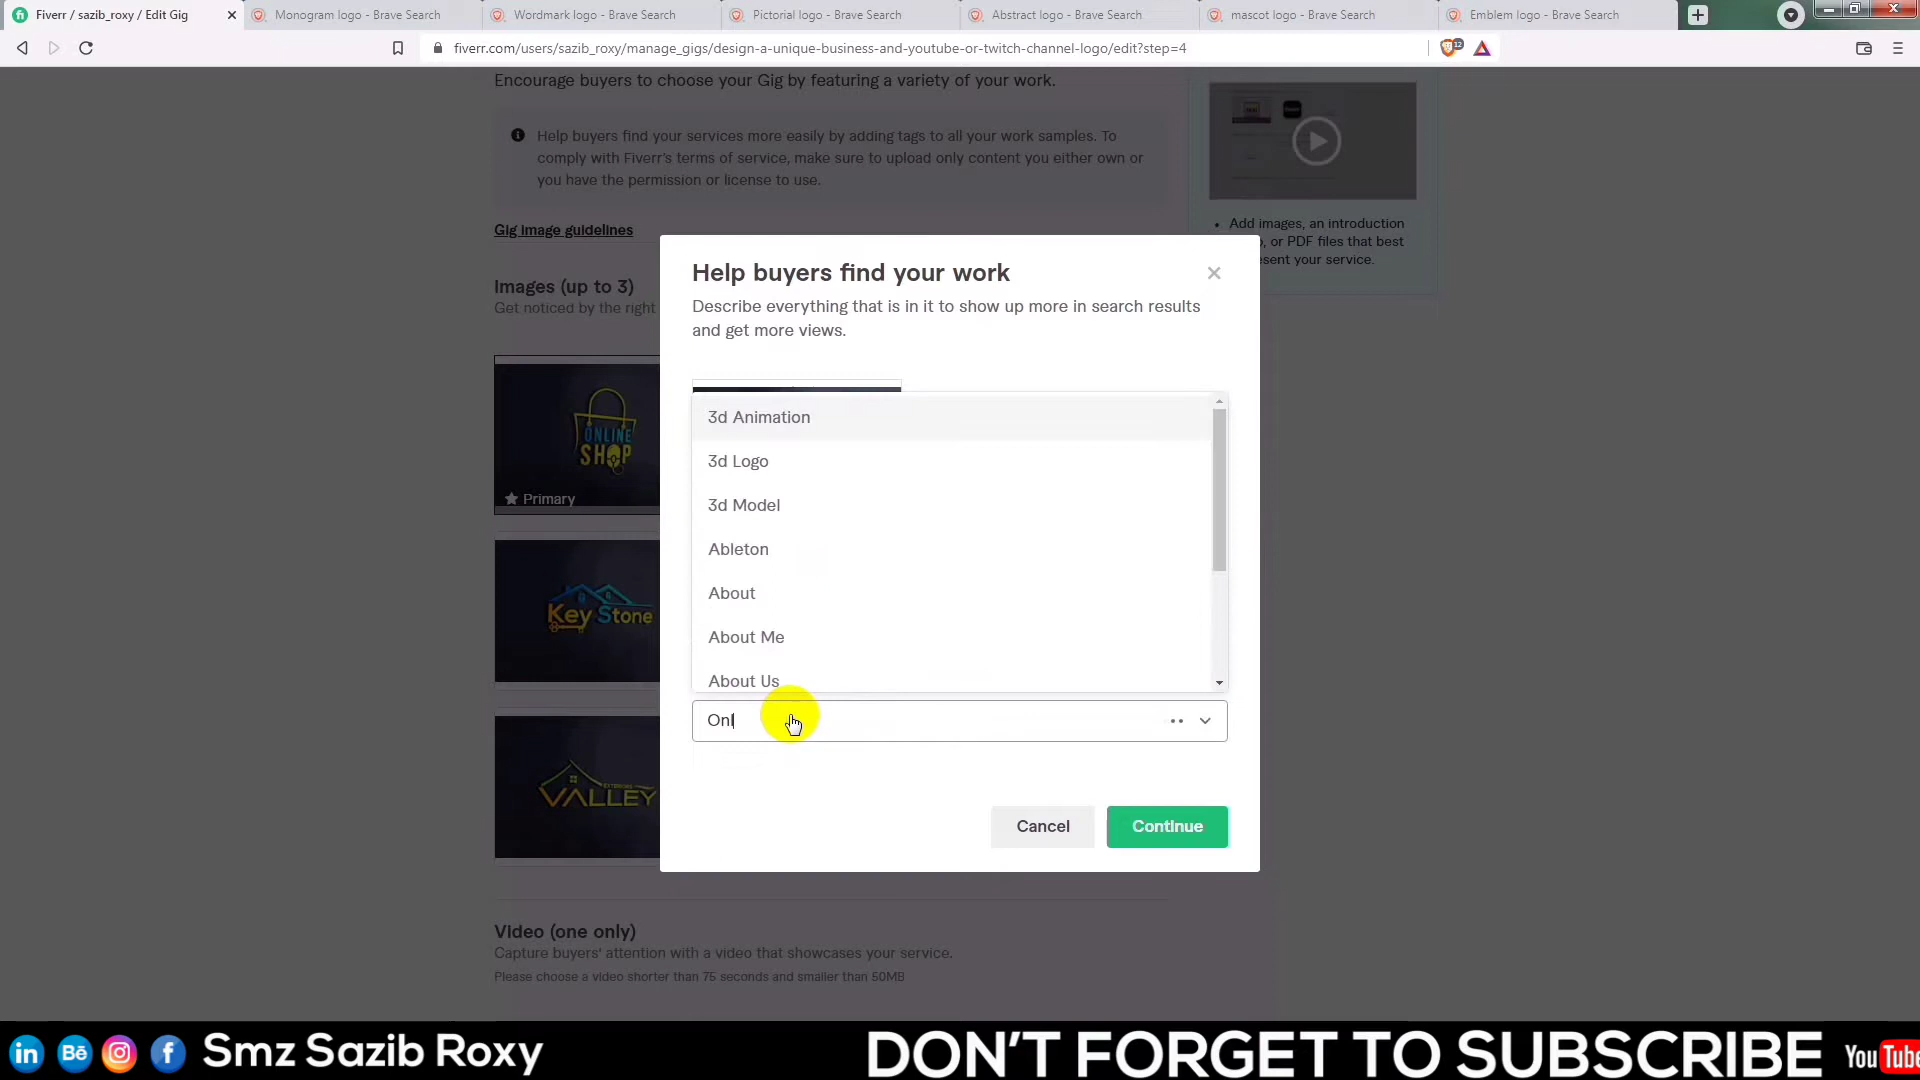 Fiverr / sazib_roxy / Edit Gig
Monogram logo - Brave Search
Wordmark logo - Brave Search
Pictorial logo - Brave Search
Abstract logo - Brave Search
mascot logo - Brave Search
Emblem logo - Brave Search
fiverr.com/users/sazib_roxy/manage_gigs/design-a-unique-business-and-youtube-or-twitch-channel-logo/edit?step=4
12
Encourage buyers to choose your Gig by featuring a variety of your work.
Help buyers find your services more easily by adding tags to all your work samples. To
comply with Fiverr's terms of service, make sure to upload only content you either own or
you have the permission or license to use.
Gig image guidelines
Add images, an introduction
, or PDF files that best
esent your service.
Images (up to 3)
Get noticed by the right
ONLINE
SHOP
Primary
Key Stone
EXTERIORS
VALLEY
Help buyers find your work
Describe everything that is in it to show up more in search results
and get more views.
3d Animation
3d Logo
3d Model
Ableton
About
About Me
About Us
Onl
Cancel
Continue
Video (one only)
Capture buyers' attention with a video that showcases your service.
Please choose a video shorter than 75 seconds and smaller than 50MB
in Bē f Smz Sazib Roxy
DON'T FORGET TO SUBSCRIBE
You Tube